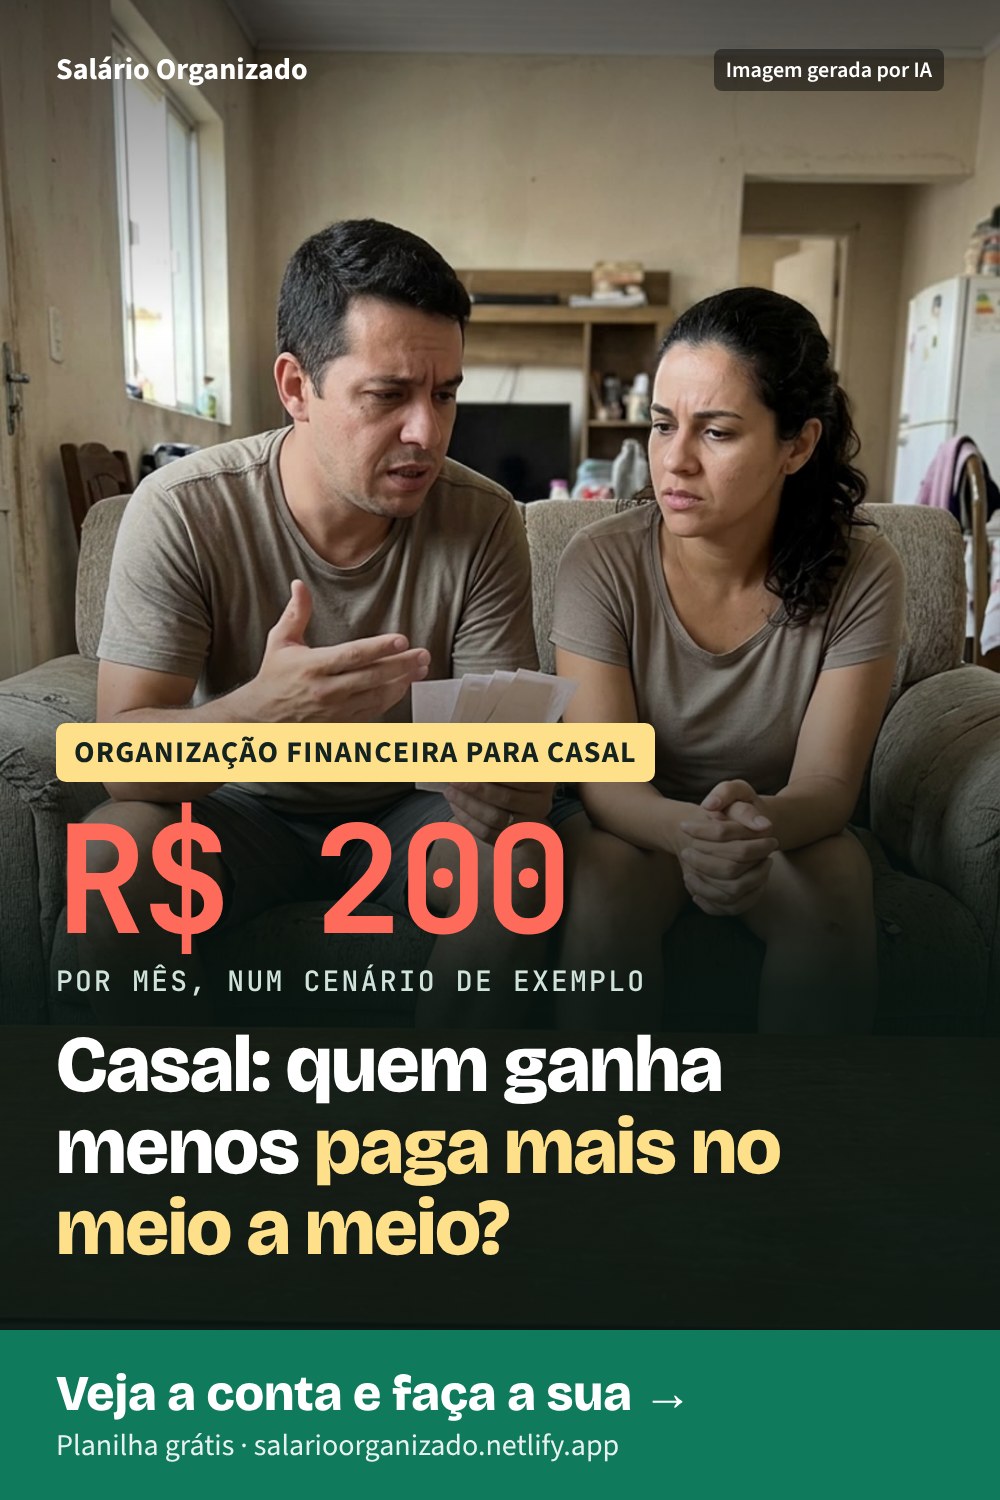 Salário Organizado
Imagem gerada por IA
ORGANIZAÇÃO FINANCEIRA PARA CASAL
R$ 200
POR MÊS, NUM CENÁRIO DE EXEMPLO
Casal: quem ganha
menos paga mais no
meio a meio?
Veja a conta e faça a sua →
Planilha grátis · salarioorganizado.netlify.app